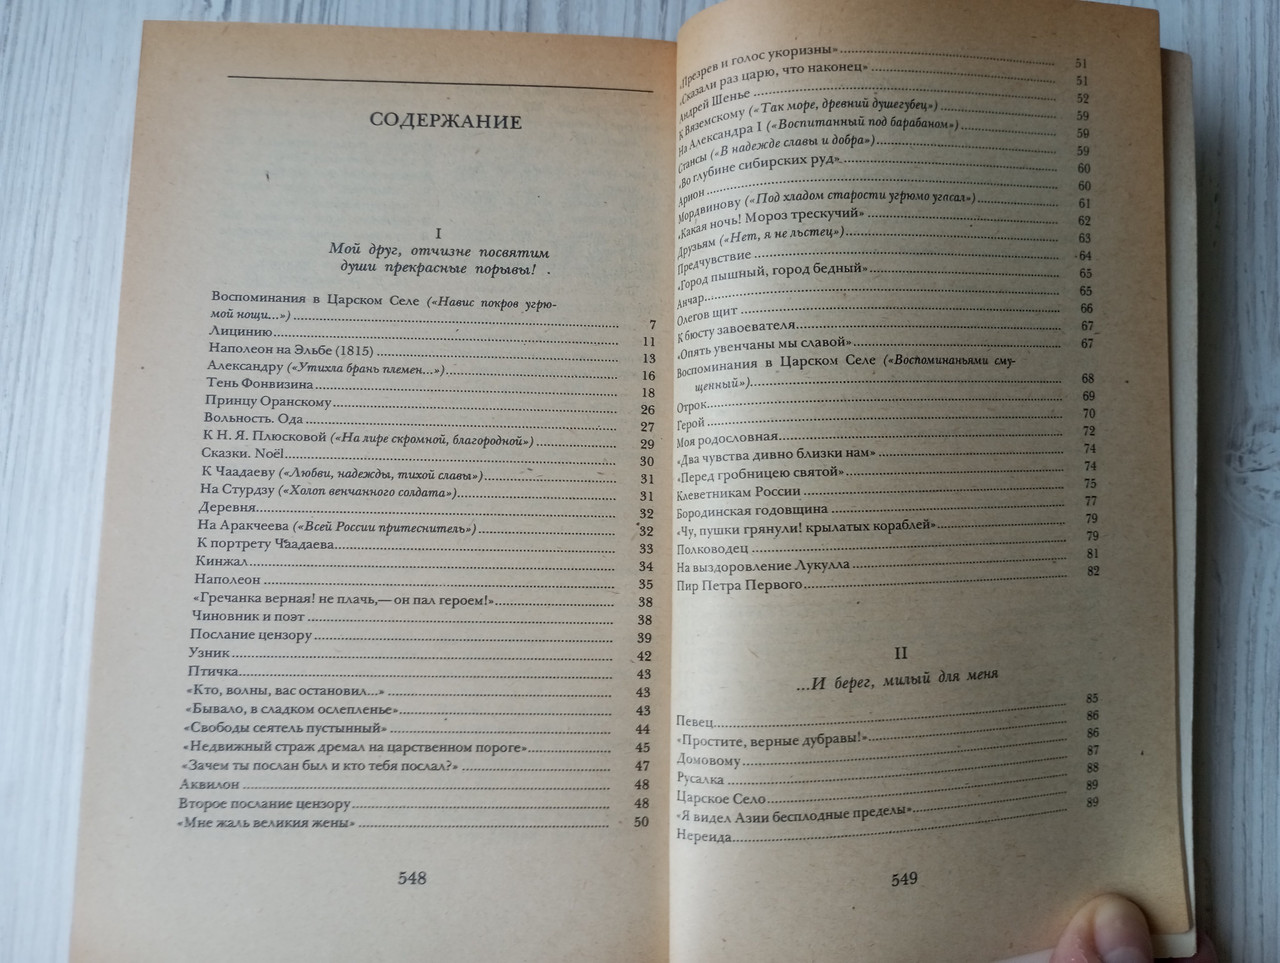 СОДЕРЖАНИЕ
I
Мой друг, отчизне посвятим
души прекрасные порывы!
Воспоминания в Царском Селе («Навис покров угрю-
мой нощи...») 7
Лицинию 11
Наполеон на Эльбе (1815) 13
Александру («Утихла брань племен...») 16
Тень Фонвизина 18
Принцу Оранскому 26
Вольность. Ода 27
К Н. Я. Плюсковой («На лире скромной, благородной») 29
Сказки. Noël 30
К Чаадаеву («Любви, надежды, тихой славы») 31
На Стурдзу («Холоп венчанного солдата») 31
Деревня 32
На Аракчеева («Всей России притеснитель») 32
К портрету Чаадаева 33
Кинжал 34
Наполеон 35
«Гречанка верная! не плачь,— он пал героем!» 38
Чиновник и поэт 38
Послание цензору 39
Узник 42
Птичка 43
«Кто, волны, вас остановил...» 43
«Бывало, в сладком ослепленье» 43
«Свободы сеятель пустынный» 44
«Недвижный страж дремал на царственном пороге» 45
«Зачем ты послан был и кто тебя послал?» 47
Аквилон 48
Второе послание цензору 48
«Мне жаль великия жены» 50
548
«Презрев и голос укоризны» 51
«Сказали раз царю, что наконец» 51
Андрей Шенье 52
К Вяземскому («Так море, древний душегубец») 59
На Александра I («Воспитанный под барабаном») 59
Стансы («В надежде славы и добра») 59
«Во глубине сибирских руд» 60
Арион 60
Мордвинову («Под хладом старости угрюмо угасал») 61
«Какая ночь! Мороз трескучий» 62
Друзьям («Нет, я не льстец») 63
Предчувствие 64
«Город пышный, город бедный» 65
Анчар 65
Олегов щит 66
К бюсту завоевателя 67
«Опять увенчаны мы славой» 67
Воспоминания в Царском Селе («Воспоминаньями сму-
щенный») 68
Отрок 69
Герой 70
Моя родословная 72
«Два чувства дивно близки нам» 74
«Перед гробницею святой» 74
Клеветникам России 75
Бородинская годовщина 77
«Чу, пушки грянули! крылатых кораблей» 79
Полководец 79
На выздоровление Лукулла 81
Пир Петра Первого 82
II
...И берег, милый для меня
Певец 85
«Простите, верные дубравы!» 86
Домовому 86
Русалка 87
Царское Село 88
«Я видел Азии бесплодные пределы» 89
Нереида 89
549